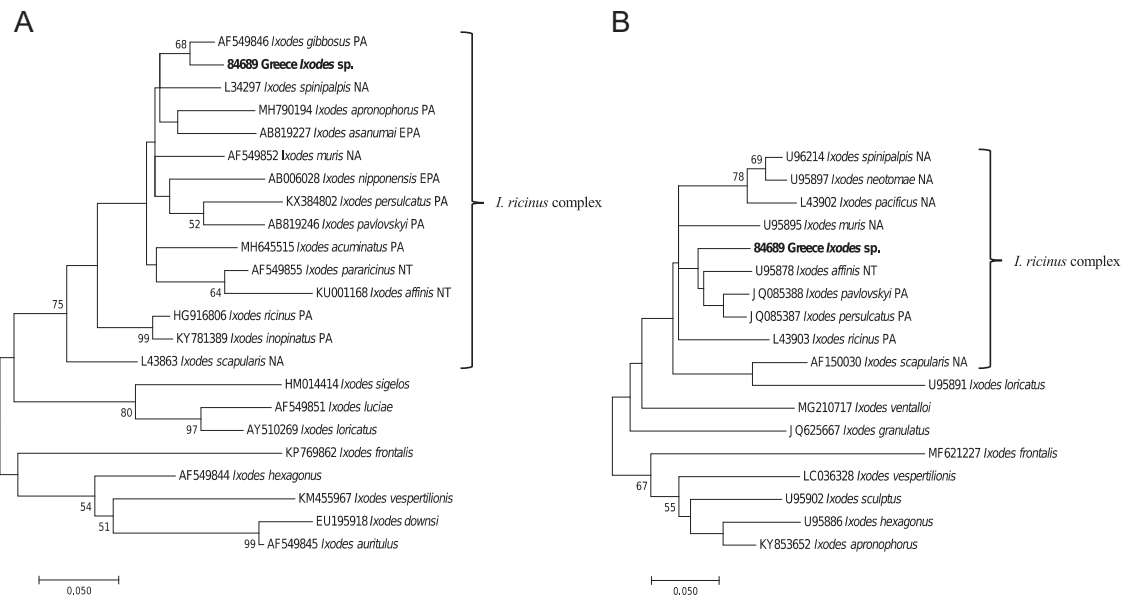 A
68
AF549846 Ixodes gibbosus PA
84689 Greece Ixodes sp.
L34297 Ixodes spinipalpis NA
MH790194 Ixodes apronophorus PA
AB819227 Ixodes asanumai EPA
AF549852 Ixodes muris NA
AB006028 Ixodes nipponensis EPA
KX384802 Ixodes persulcatus PA
52
AB819246 Ixodes pavlovskyi PA
MH645515 Ixodes acuminatus PA
AF549855 Ixodes pararicinus NT
64
KU001168 Ixodes affinis NT
75
HG916806 Ixodes ricinus PA
99
KY781389 Ixodes inopinatus PA
L43863 Ixodes scapularis NA
I. ricinus complex
HM014414 Ixodes sigelos
80
AF549851 Ixodes luciae
97
AY510269 Ixodes loricatus
KP769862 Ixodes frontalis
AF549844 Ixodes hexagonus
54
KM455967 Ixodes vespertilionis
51
EU195918 Ixodes downsi
99
AF549845 Ixodes auritulus
0.050
B
69
U96214 Ixodes spinipalpis NA
78
U95897 Ixodes neotomae NA
L43902 Ixodes pacificus NA
U95895 Ixodes muris NA
84689 Greece Ixodes sp.
U95878 Ixodes affinis NT
JQ085388 Ixodes pavlovskyi PA
JQ085387 Ixodes persulcatus PA
L43903 Ixodes ricinus PA
AF150030 Ixodes scapularis NA
I. ricinus complex
U95891 Ixodes loricatus
MG210717 Ixodes ventalloi
JQ625667 Ixodes granulatus
MF621227 Ixodes frontalis
67
LC036328 Ixodes vespertilionis
55
U95902 Ixodes sculptus
U95886 Ixodes hexagonus
KY853652 Ixodes apronophorus
0.050